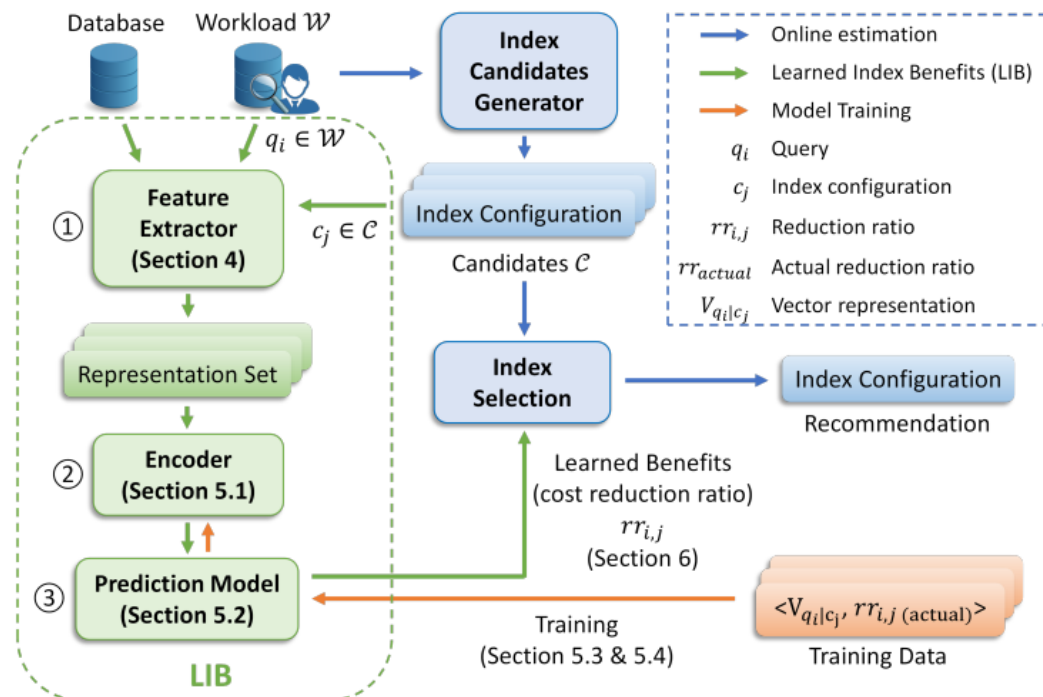 Database
Workload 𝒲
Index
Candidates
Generator
Online estimation
Learned Index Benefits (LIB)
Model Training
q_i Query
c_j Index configuration
rr_{i,j} Reduction ratio
rr_{actual} Actual reduction ratio
V_{q_i|c_j} Vector representation
q_i ∈ 𝒲
① Feature
Extractor
(Section 4)
c_j ∈ 𝒞
Index Configuration
Candidates 𝒞
Representation Set
Index
Selection
Index Configuration
Recommendation
② Encoder
(Section 5.1)
Learned Benefits
(cost reduction ratio)
rr_{i,j}
(Section 6)
③ Prediction Model
(Section 5.2)
<V_{q_i|c_j}, rr_{i,j (actual)}>
Training
(Section 5.3 & 5.4)
Training Data
LIB